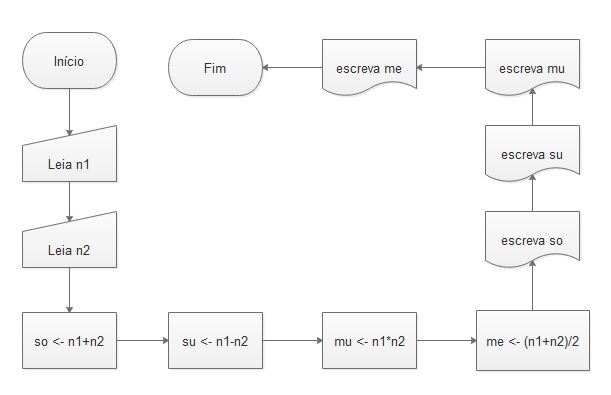 Início
Leia n1
Leia n2
so <- n1+n2
su <- n1-n2
mu <- n1*n2
me <- (n1+n2)/2
escreva so
escreva su
escreva mu
escreva me
Fim